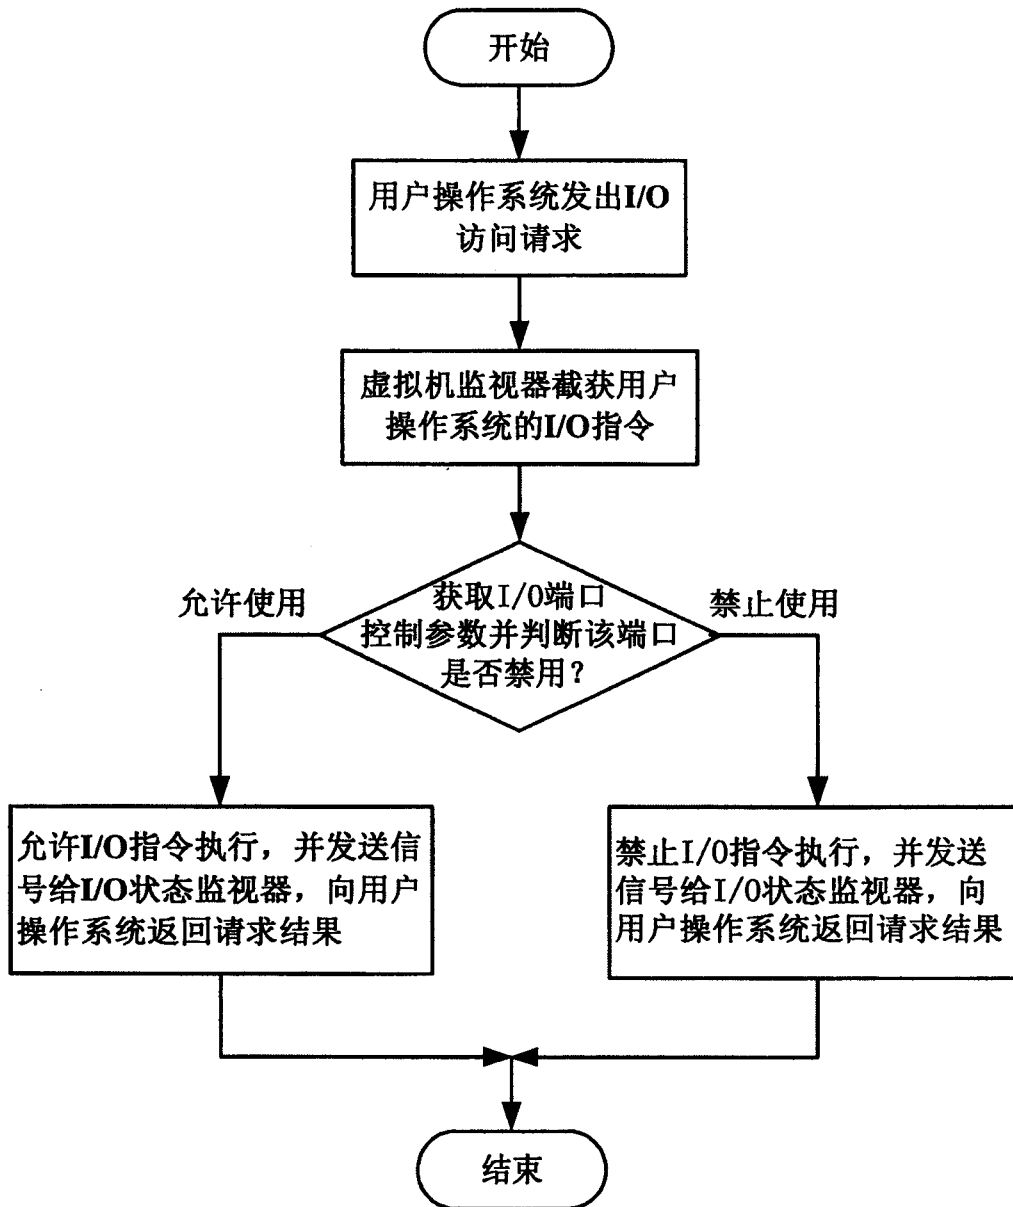 开始
用户操作系统发出I/O
访问请求
虚拟机监视器截获用户
操作系统的I/O指令
获取I/O端口
控制参数并判断该端口
是否禁用？
允许使用
禁止使用
允许I/O指令执行，并发送信
号给I/O状态监视器，向用户
操作系统返回请求结果
禁止I/O指令执行，并发送
信号给I/O状态监视器，向
用户操作系统返回请求结果
结束